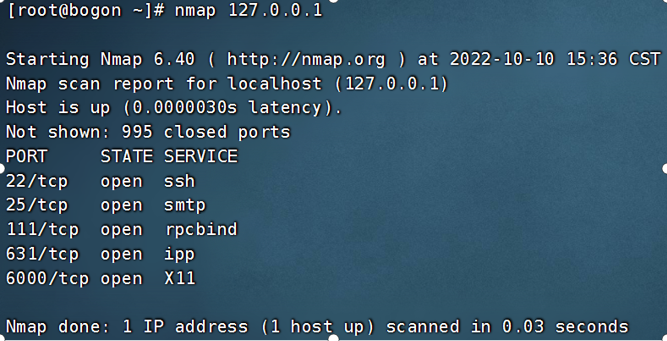 [root@bogon ~]# nmap 127.0.0.1
Starting Nmap 6.40 ( http://nmap.org ) at 2022-10-10 15:36 CST
Nmap scan report for localhost (127.0.0.1)
Host is up (0.0000030s latency).
Not shown: 995 closed ports
PORT     STATE SERVICE
22/tcp   open  ssh
25/tcp   open  smtp
111/tcp  open  rpcbind
631/tcp  open  ipp
6000/tcp open  X11
Nmap done: 1 IP address (1 host up) scanned in 0.03 seconds